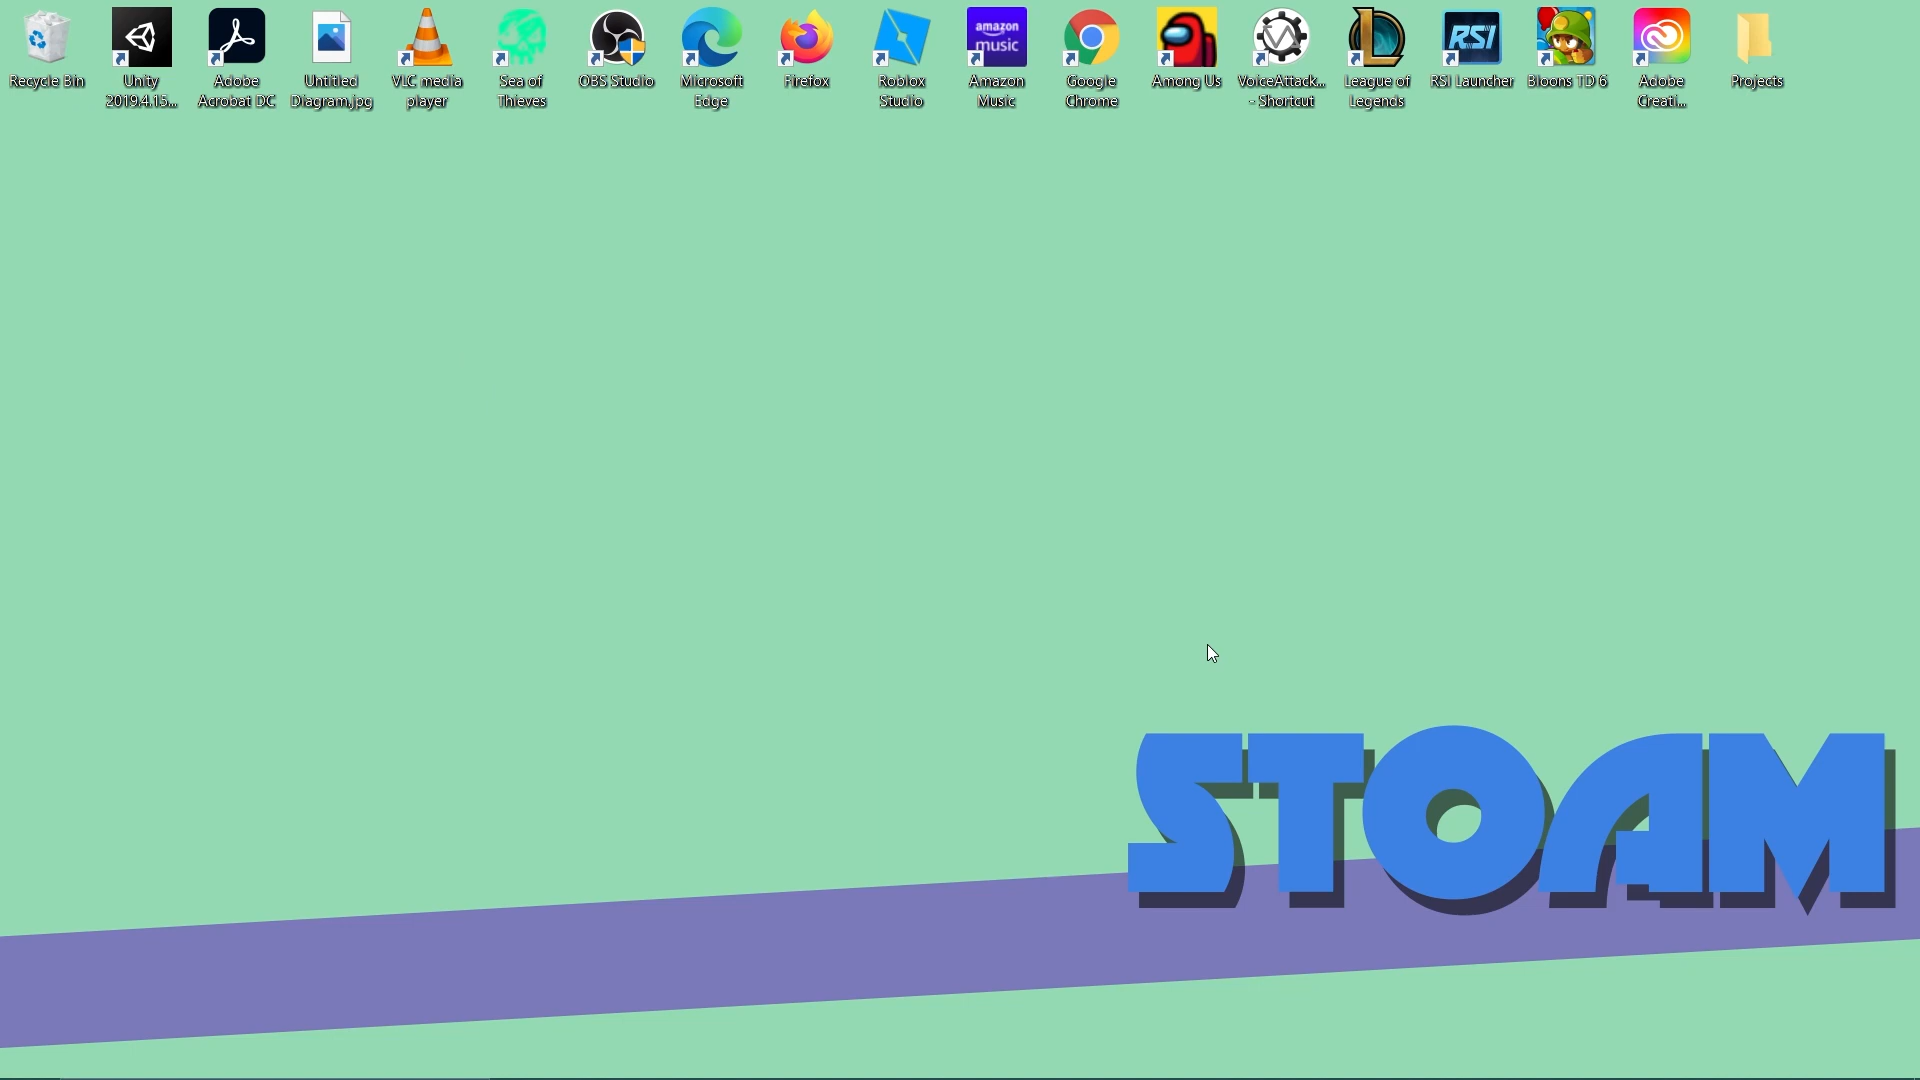 Recycle Bin
Unity
2019.4.15...
Adobe
Acrobat DC
Untitled
Diagram.jpg
VLC media
player
Sea of
Thieves
OBS Studio
Microsoft
Edge
Firefox
Roblox
Studio
amazon
music
Amazon
Music
Google
Chrome
Among Us
VoiceAttack...
- Shortcut
League of
Legends
RSI
RSI Launcher
Bloons TD 6
Adobe
Creati...
Projects
STOAM